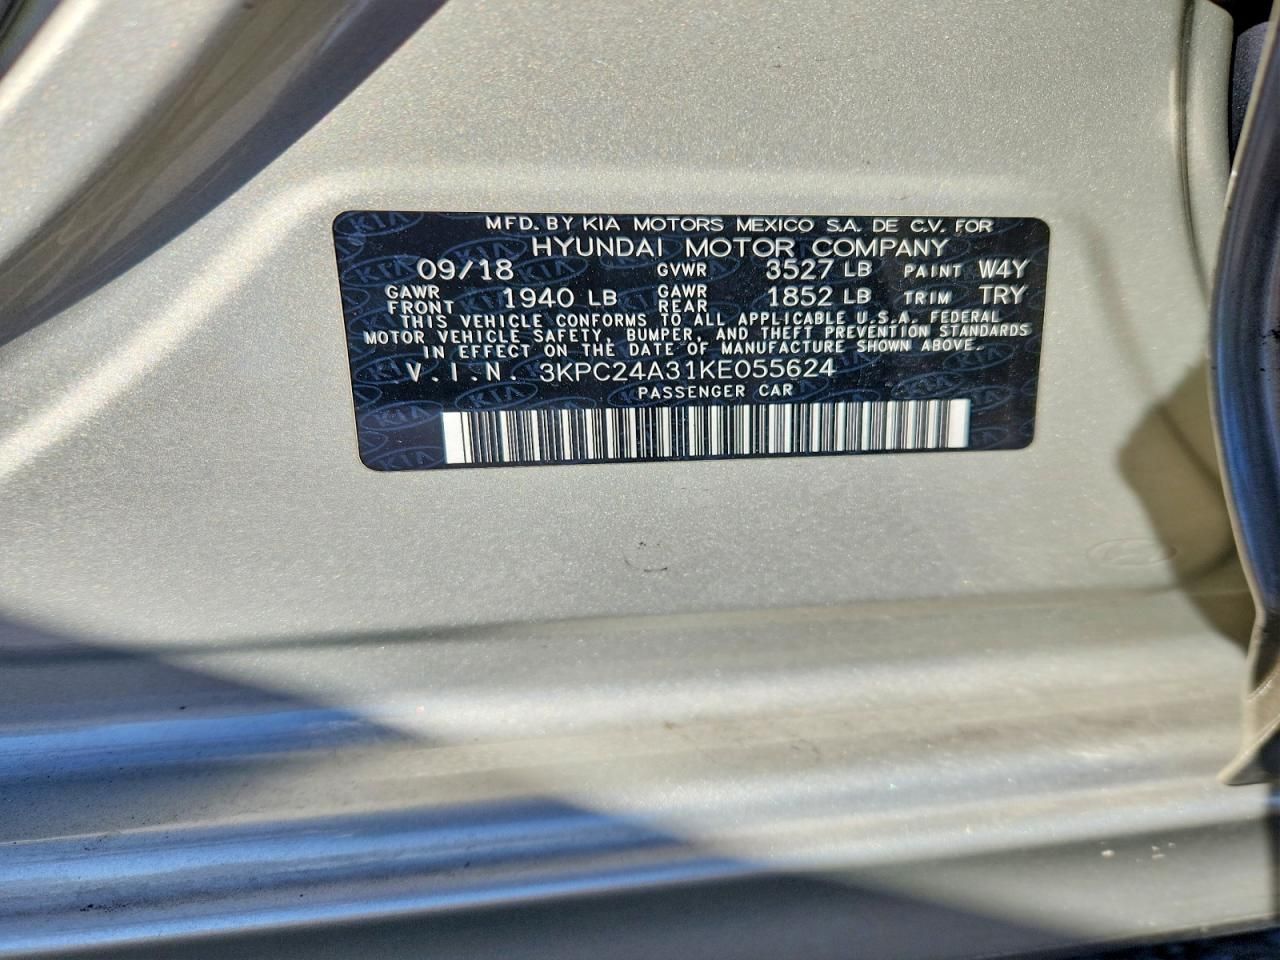 MFD. BY KIA MOTORS MEXICO S.A. DE C.V. FOR
HYUNDAI MOTOR COMPANY
09/18 GVWR 3527 LB PAINT W4Y
GAWR FRONT 1940 LB GAWR REAR 1852 LB TRIM TRY
THIS VEHICLE CONFORMS TO ALL APPLICABLE U.S.A. FEDERAL
MOTOR VEHICLE SAFETY, BUMPER, AND THEFT PREVENTION STANDARDS
IN EFFECT ON THE DATE OF MANUFACTURE SHOWN ABOVE.
V.I.N. 3KPC24A31KE055624
PASSENGER CAR